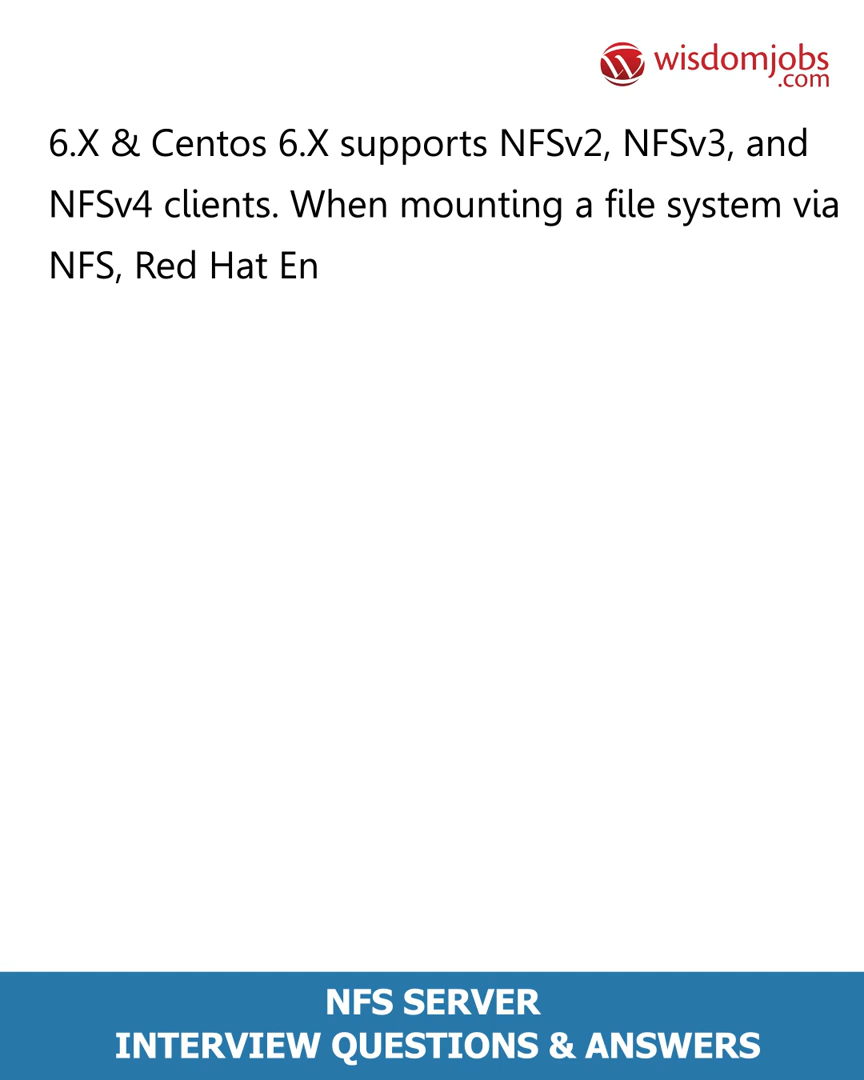 wisdomjobs
.com
6.X & Centos 6.X supports NFSv2, NFSv3, and
NFSv4 clients. When mounting a file system via
NFS, Red Hat En
NFS SERVER
INTERVIEW QUESTIONS & ANSWERS